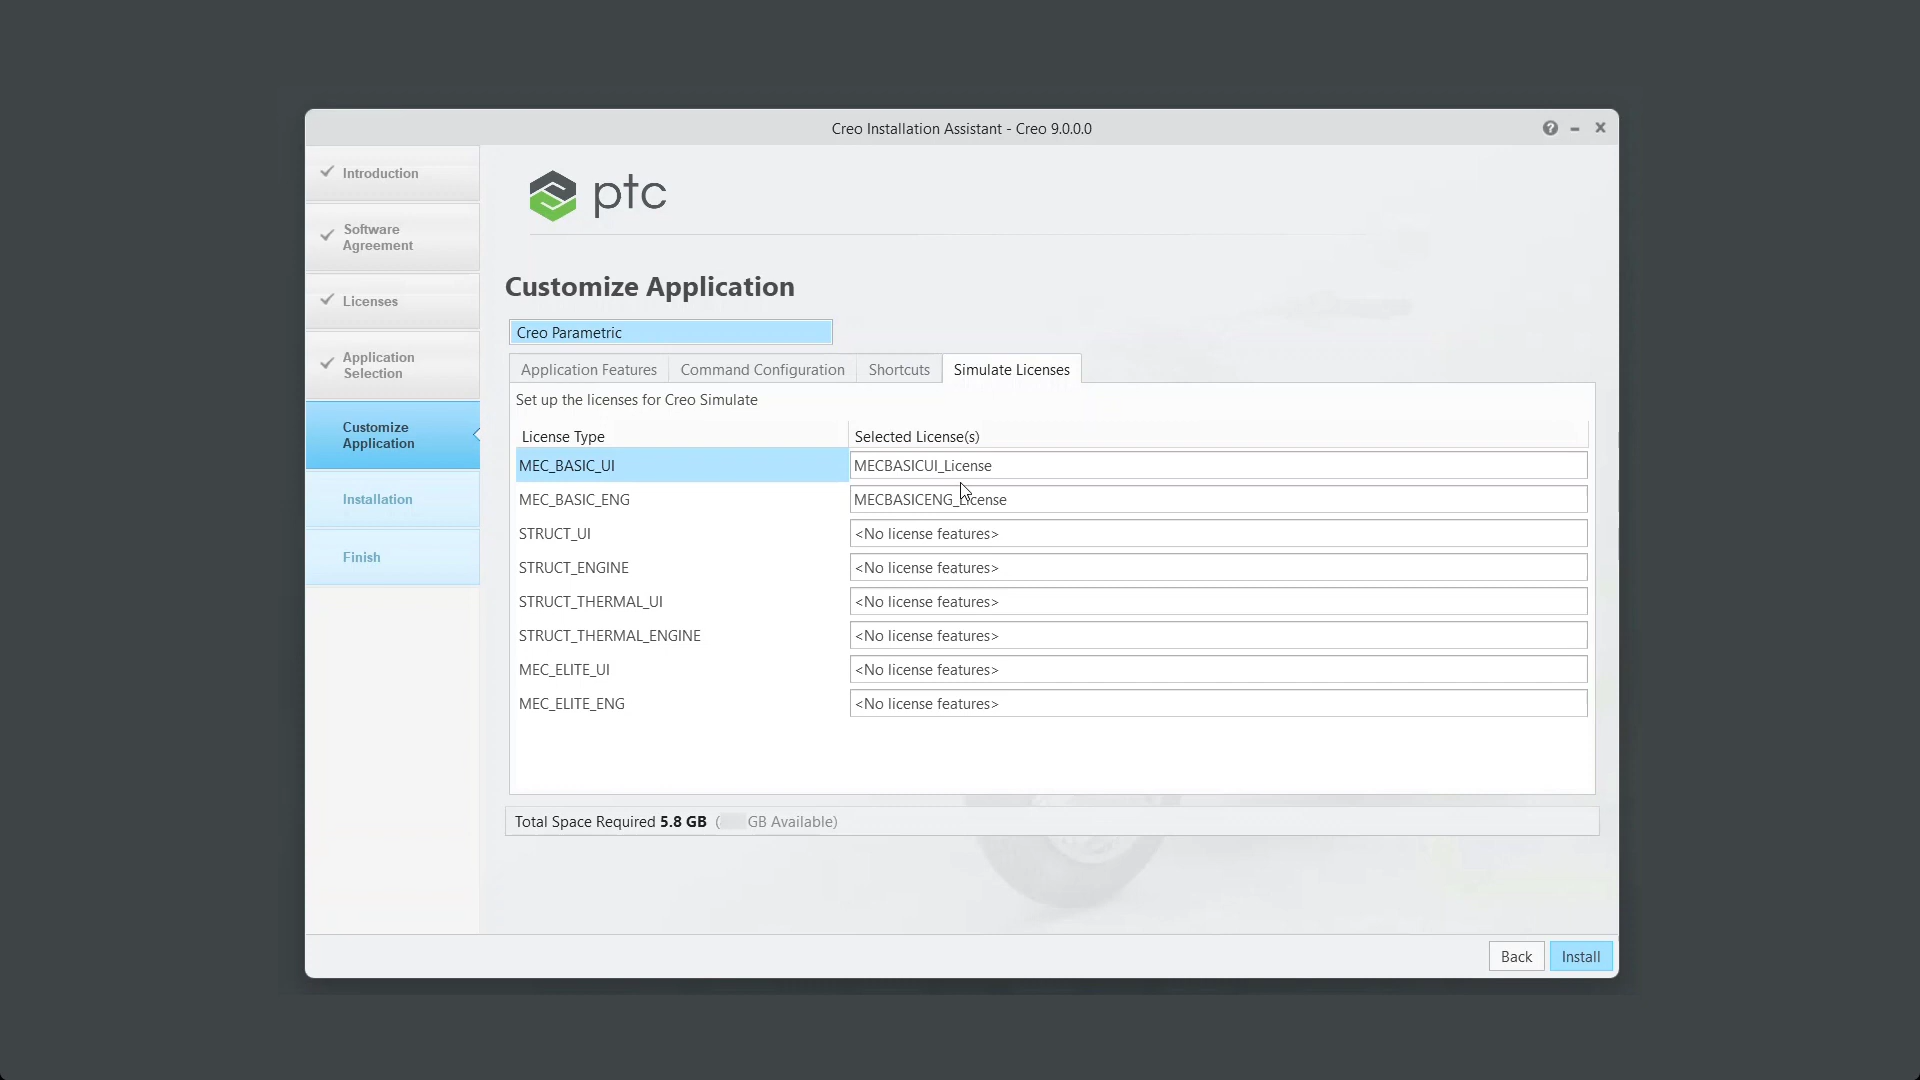 Creo Installation Assistant - Creo 9.0.0.0
Introduction
Software
Agreement
Licenses
Application
Selection
Customize
Application
Installation
Finish
ptc
Customize Application
Creo Parametric
Application Features Command Configuration Shortcuts Simulate Licenses
Set up the licenses for Creo Simulate
License Type Selected License(s)
MEC_BASIC_UI MECBASICUI_License
MEC_BASIC_ENG MECBASICENG_License
STRUCT_UI <No license features>
STRUCT_ENGINE <No license features>
STRUCT_THERMAL_UI <No license features>
STRUCT_THERMAL_ENGINE <No license features>
MEC_ELITE_UI <No license features>
MEC_ELITE_ENG <No license features>
Total Space Required 5.8 GB ( GB Available)
Back Install